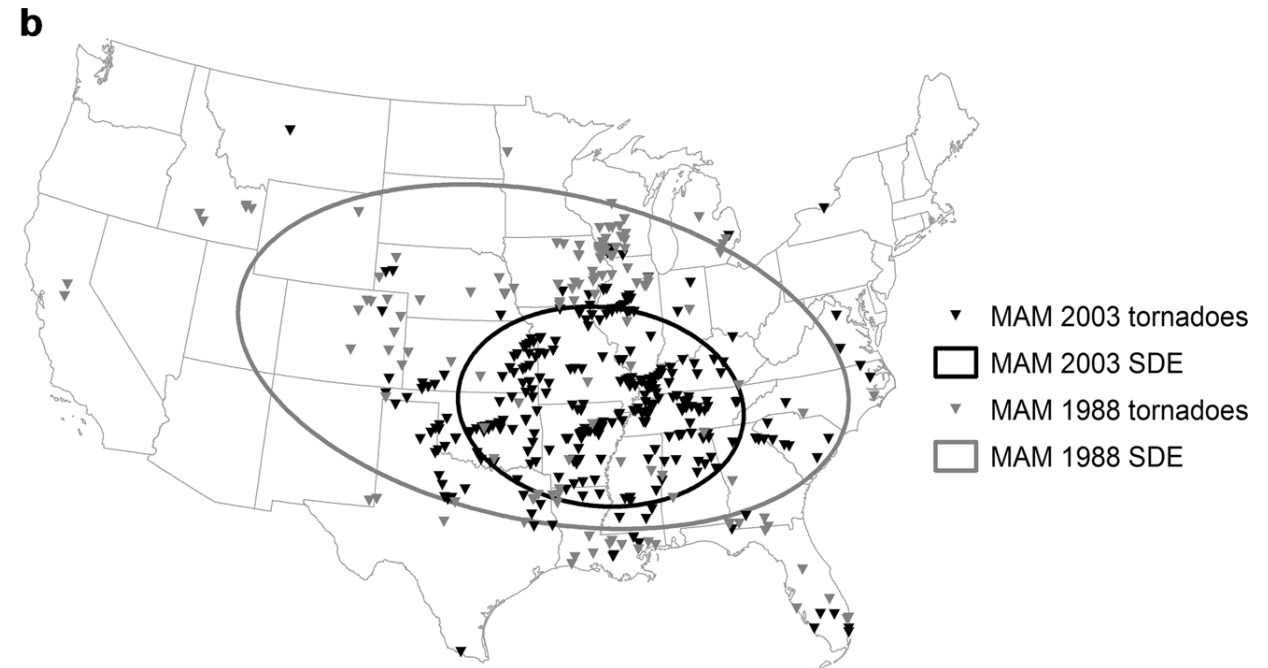 b
MAM 2003 tornadoes
MAM 2003 SDE
MAM 1988 tornadoes
MAM 1988 SDE